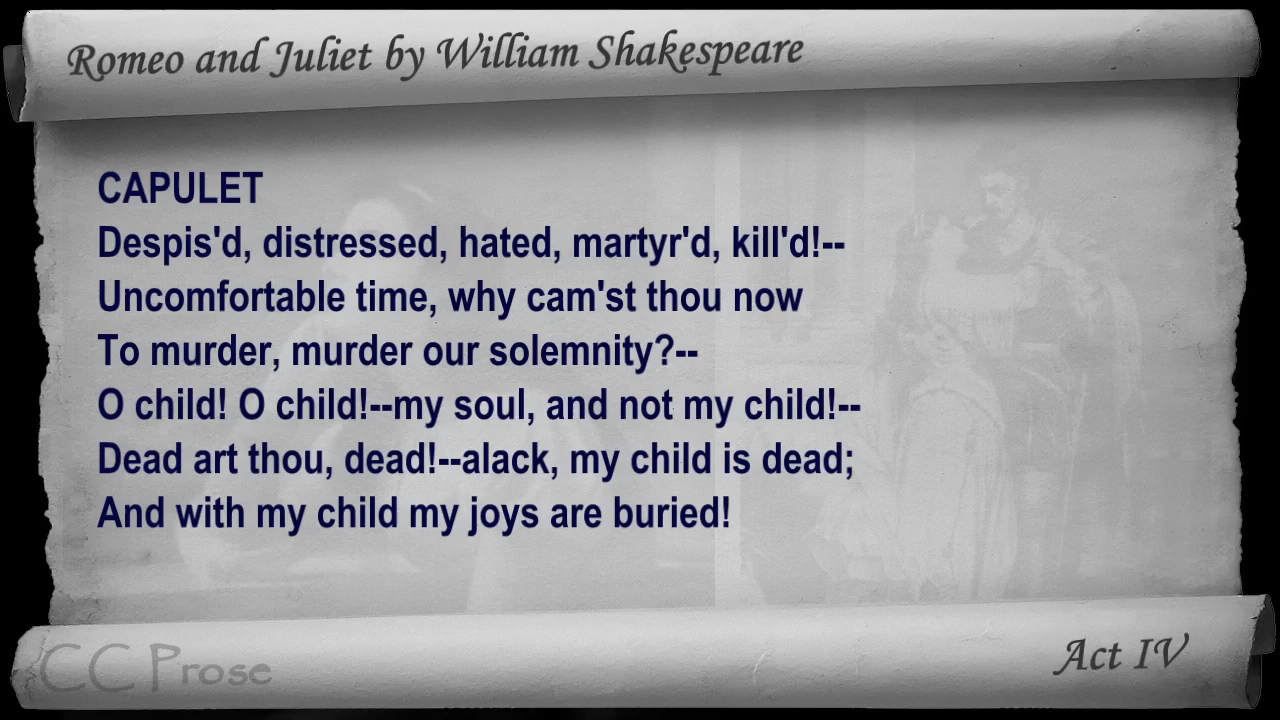 Romeo and Juliet by William Shakespeare
CAPULET
Despis'd, distressed, hated, martyr'd, kill'd!--
Uncomfortable time, why cam'st thou now
To murder, murder our solemnity?--
O child! O child!--my soul, and not my child!--
Dead art thou, dead!--alack, my child is dead;
And with my child my joys are buried!
CC Prose
Act IV